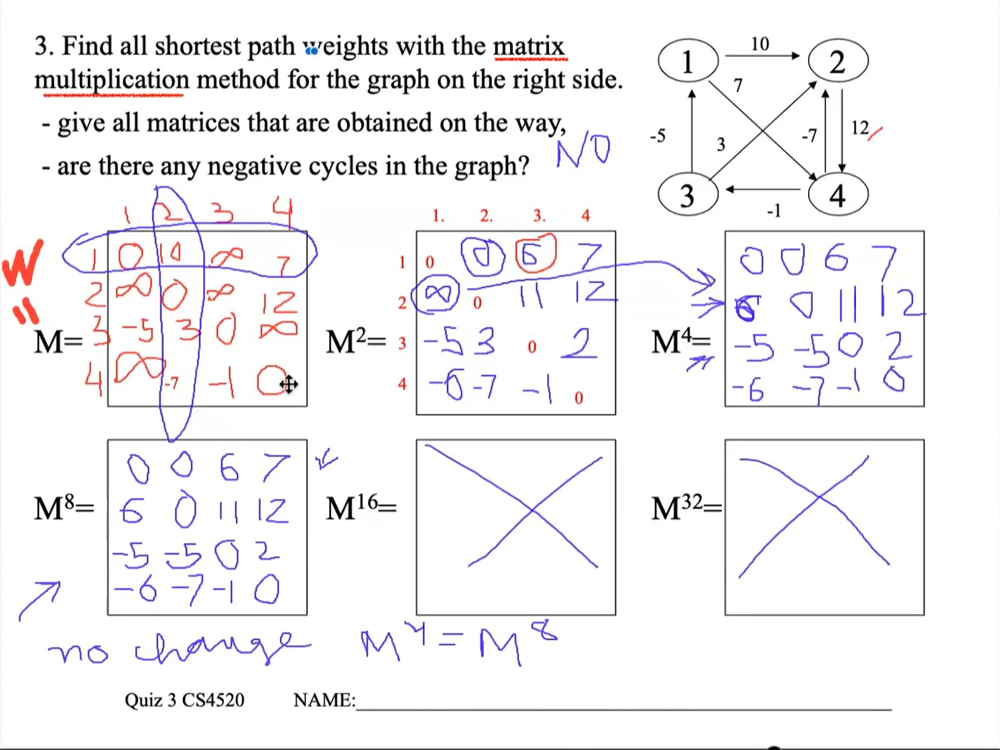 3. Find all shortest path weights with the matrix
multiplication method for the graph on the right side.
- give all matrices that are obtained on the way,
- are there any negative cycles in the graph? NO
1 10 2
7
-5 3 -7 12
3 -1 4
W
=
M=
1 2 3 4
1 0 10 ∞ 7
2 ∞ 0 ∞ 12
3 -5 3 0 ∞
4 ∞ -7 -1 0
M²=
1. 2. 3. 4
1 0 0 6 7
2 ∞ 0 11 12
3 -5 3 0 2
4 -6 -7 -1 0
M⁴=
0 0 6 7
6 0 11 12
-5 -5 0 2
-6 -7 -1 0
M⁸=
0 0 6 7
6 0 11 12
-5 -5 0 2
-6 -7 -1 0
M¹⁶=
M³²=
no change M⁴ = M⁸
Quiz 3 CS4520 NAME: